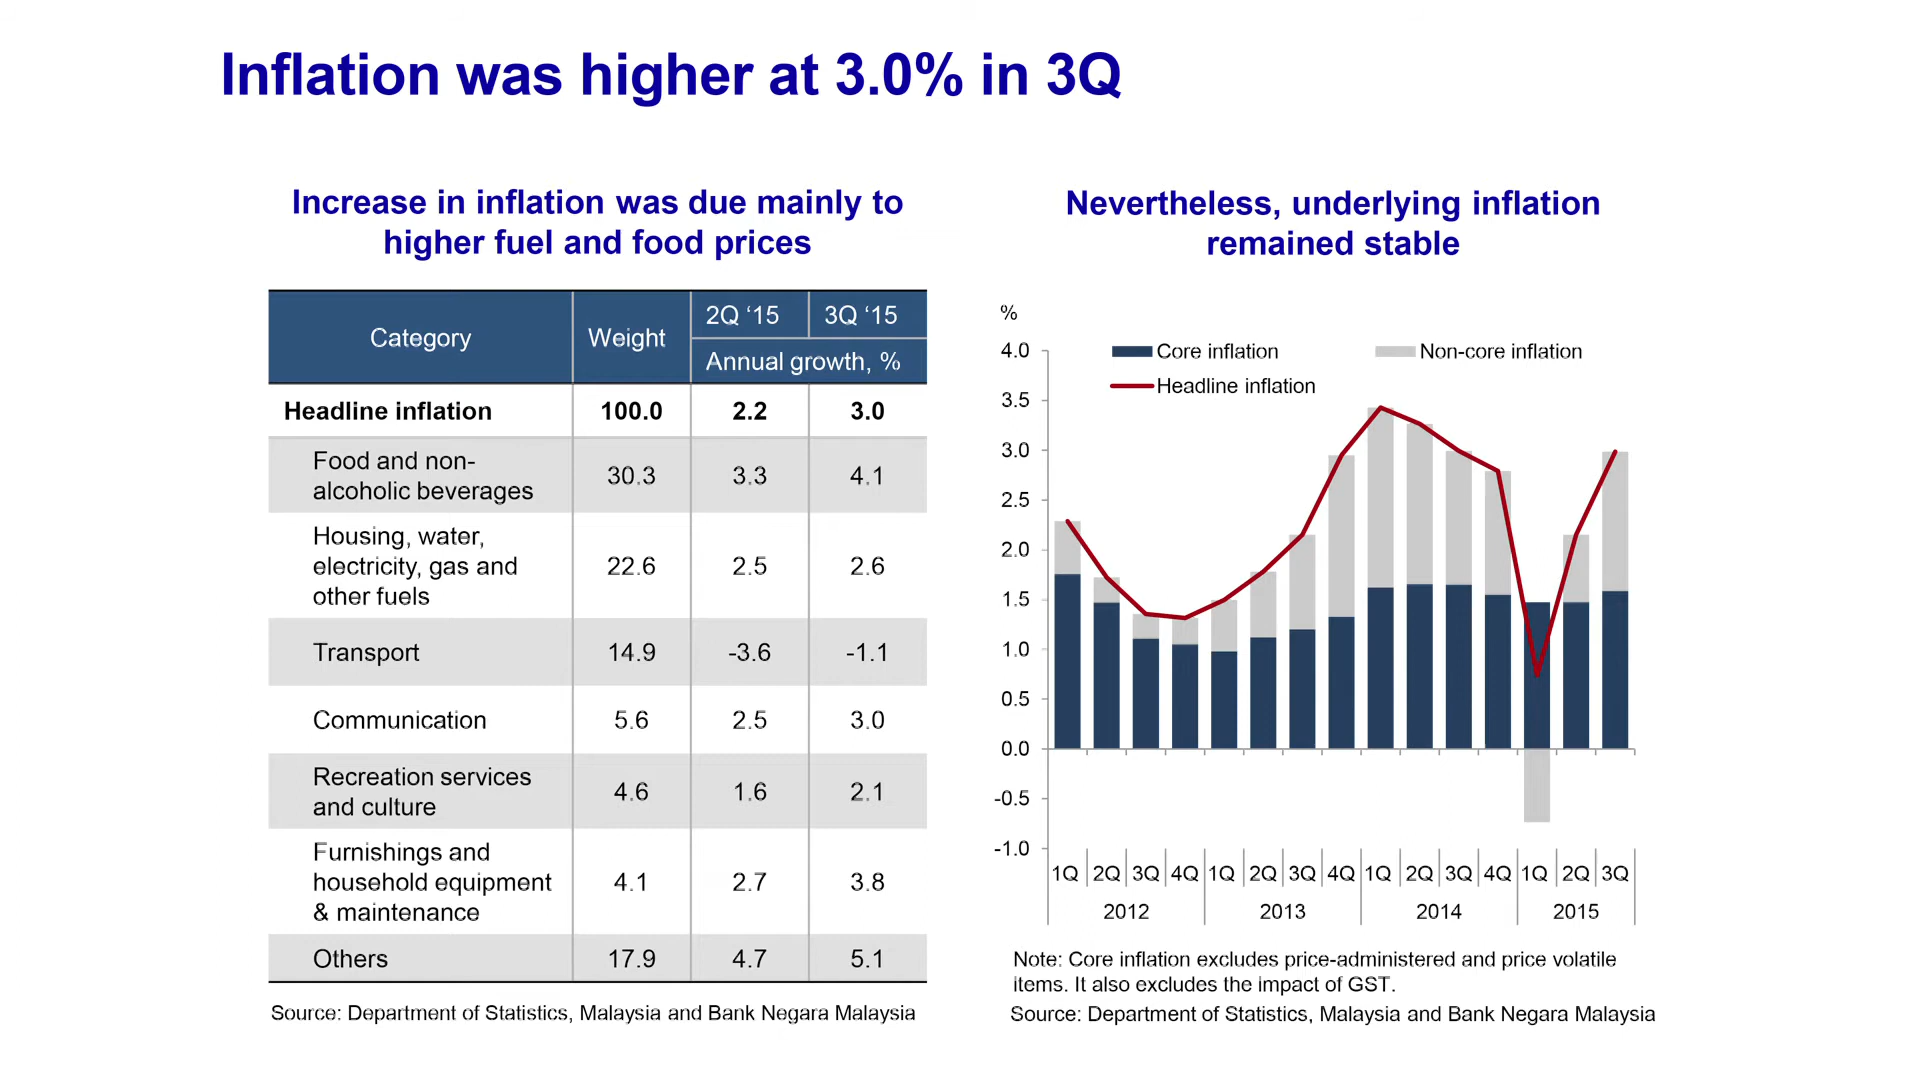 Inflation was higher at 3.0% in 3Q
Increase in inflation was due mainly to
higher fuel and food prices
Category
Weight
2Q ‘15
3Q ‘15
Annual growth, %
Headline inflation 100.0 2.2 3.0
Food and non-
alcoholic beverages
30.3 3.3 4.1
Housing, water,
electricity, gas and
other fuels
22.6 2.5 2.6
Transport 14.9 -3.6 -1.1
Communication 5.6 2.5 3.0
Recreation services
and culture
4.6 1.6 2.1
Furnishings and
household equipment
& maintenance
4.1 2.7 3.8
Others 17.9 4.7 5.1
Source: Department of Statistics, Malaysia and Bank Negara Malaysia
Nevertheless, underlying inflation
remained stable
%
Core inflation
Non-core inflation
Headline inflation
4.0
3.5
3.0
2.5
2.0
1.5
1.0
0.5
0.0
-0.5
-1.0
1Q 2Q 3Q 4Q 1Q 2Q 3Q 4Q 1Q 2Q 3Q 4Q 1Q 2Q 3Q
2012 2013 2014 2015
Note: Core inflation excludes price-administered and price volatile
items. It also excludes the impact of GST.
Source: Department of Statistics, Malaysia and Bank Negara Malaysia